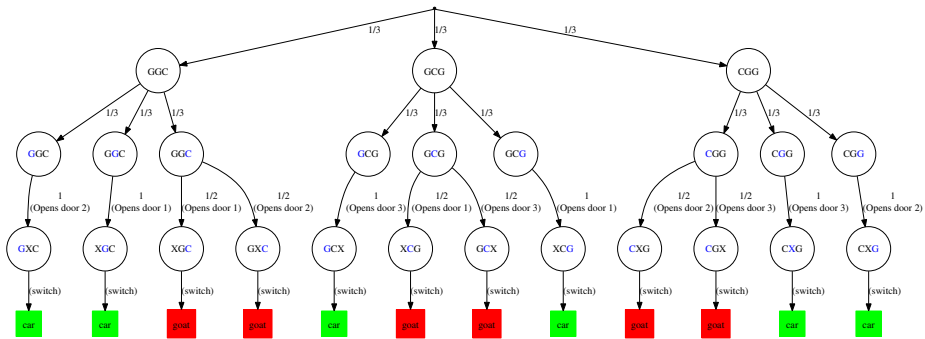 1/3 1/3 1/3
GGC GCG CGG
1/3 1/3 1/3 1/3 1/3 1/3 1/3 1/3 1/3
GGC GGC GGC GCG GCG GCG CGG CGG CGG
1 1 1/2 1/2 1 1/2 1/2 1 1/2 1/2 1 1
(Opens door 2) (Opens door 1) (Opens door 1) (Opens door 2) (Opens door 3) (Opens door 1) (Opens door 3) (Opens door 1) (Opens door 2) (Opens door 3) (Opens door 3) (Opens door 2)
GXC XGC XGC GXC GCX XCG GCX XCG CXG CGX CXG CXG
(switch) (switch) (switch) (switch) (switch) (switch) (switch) (switch) (switch) (switch) (switch) (switch)
car car goat goat car goat goat car goat goat car car